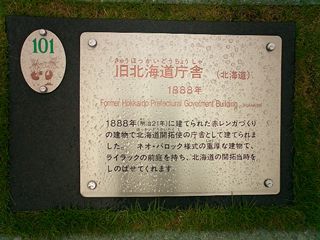 101
きゅうほっかいどうちょうしゃ
旧北海道庁舎 (北海道)
1888年
Former Hokkaido Prefectural Goverment Building
1888年(明治21年)に建てられた赤レンガづくり
の建物で北海道開拓使の庁舎として建てられま
した。 ネオ・バロック様式の重厚な建物で、
ライラックの前庭を持ち、北海道の開拓当時を
しのばせてくれます。